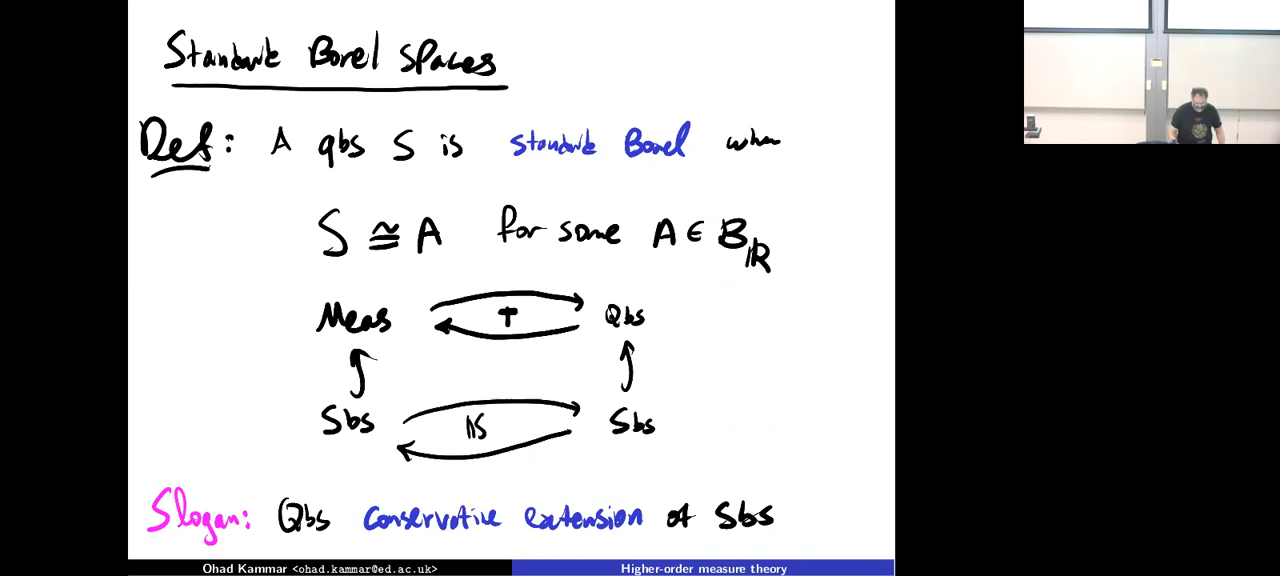 Standard Borel Spaces
Def: A qbs S is standard Borel when
S ≅ A for some A ∈ B_ℝ
Meas ⊤ Qbs
Sbs ≃ Sbs
Slogan: Qbs conservative extension of Sbs
Ohad Kammar <ohad.kammar@ed.ac.uk> Higher-order measure theory